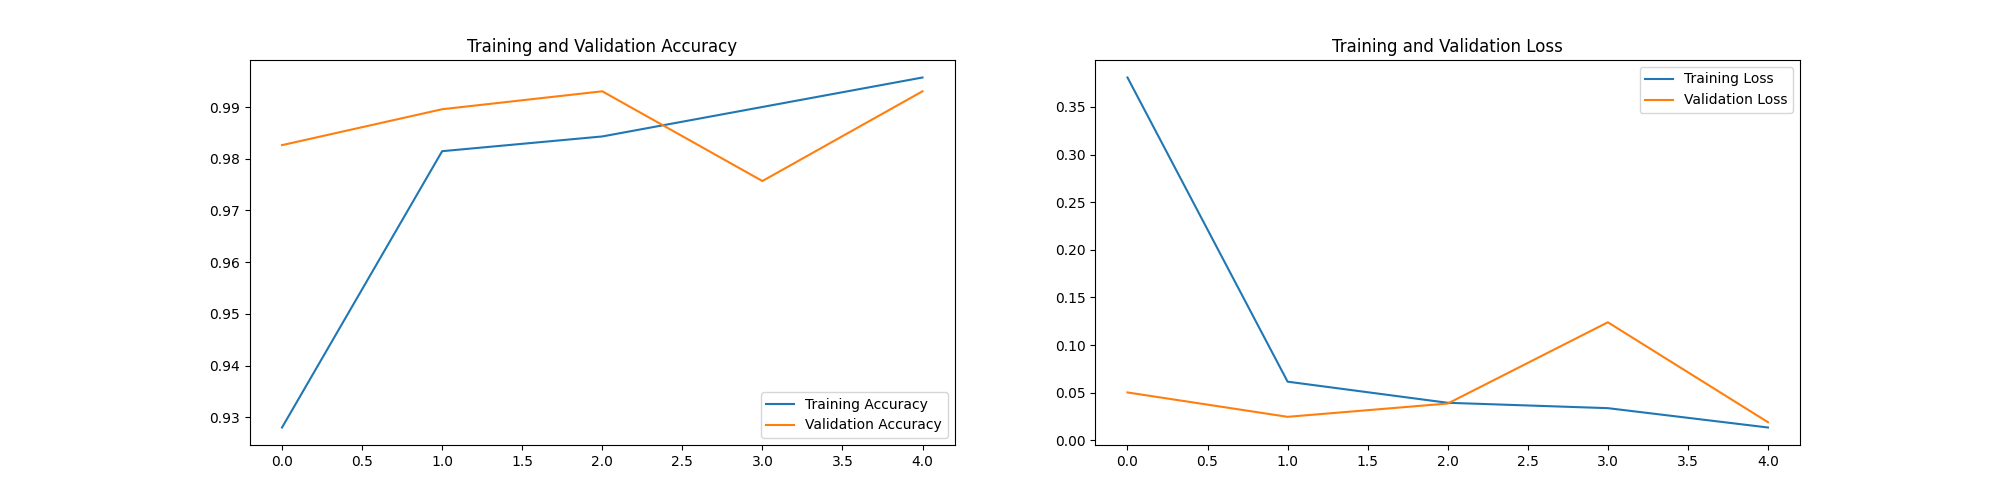 Training and Validation Accuracy
0.99
0.98
0.97
0.96
0.95
0.94
0.93
Training Accuracy
Validation Accuracy
0.0 0.5 1.0 1.5 2.0 2.5 3.0 3.5 4.0
Training and Validation Loss
Training Loss
Validation Loss
0.35
0.30
0.25
0.20
0.15
0.10
0.05
0.00
0.0 0.5 1.0 1.5 2.0 2.5 3.0 3.5 4.0